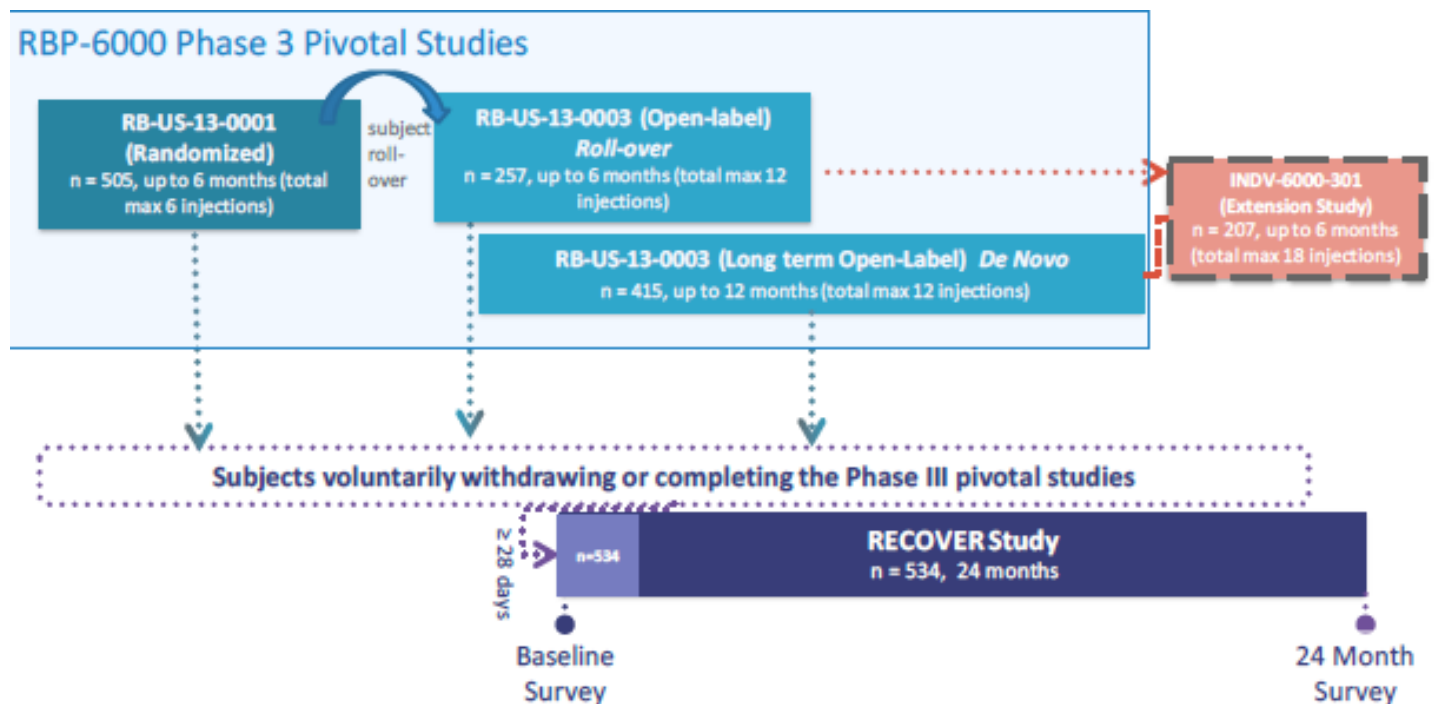 RBP-6000 Phase 3 Pivotal Studies
RB-US-13-0001
(Randomized)
n = 505, up to 6 months (total
max 6 injections)
subject
roll-
over
RB-US-13-0003 (Open-label)
Roll-over
n = 257, up to 6 months (total max 12
injections)
RB-US-13-0003 (Long term Open-Label) De Novo
n = 415, up to 12 months (total max 12 injections)
INDV-6000-301
(Extension Study)
n = 207, up to 6 months
(total max 18 injections)
Subjects voluntarily withdrawing or completing the Phase III pivotal studies
≥ 28 days
n=534
RECOVER Study
n = 534, 24 months
Baseline
Survey
24 Month
Survey